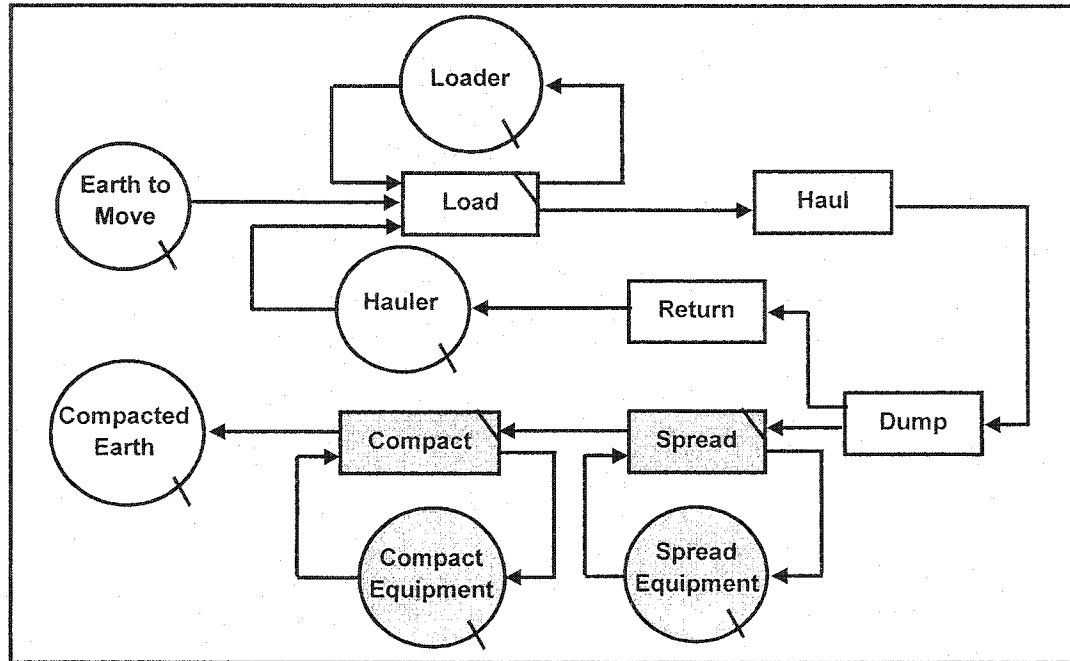 Loader
Earth to
Move
Load
Haul
Hauler
Return
Compacted
Earth
Compact
Spread
Dump
Compact
Equipment
Spread
Equipment